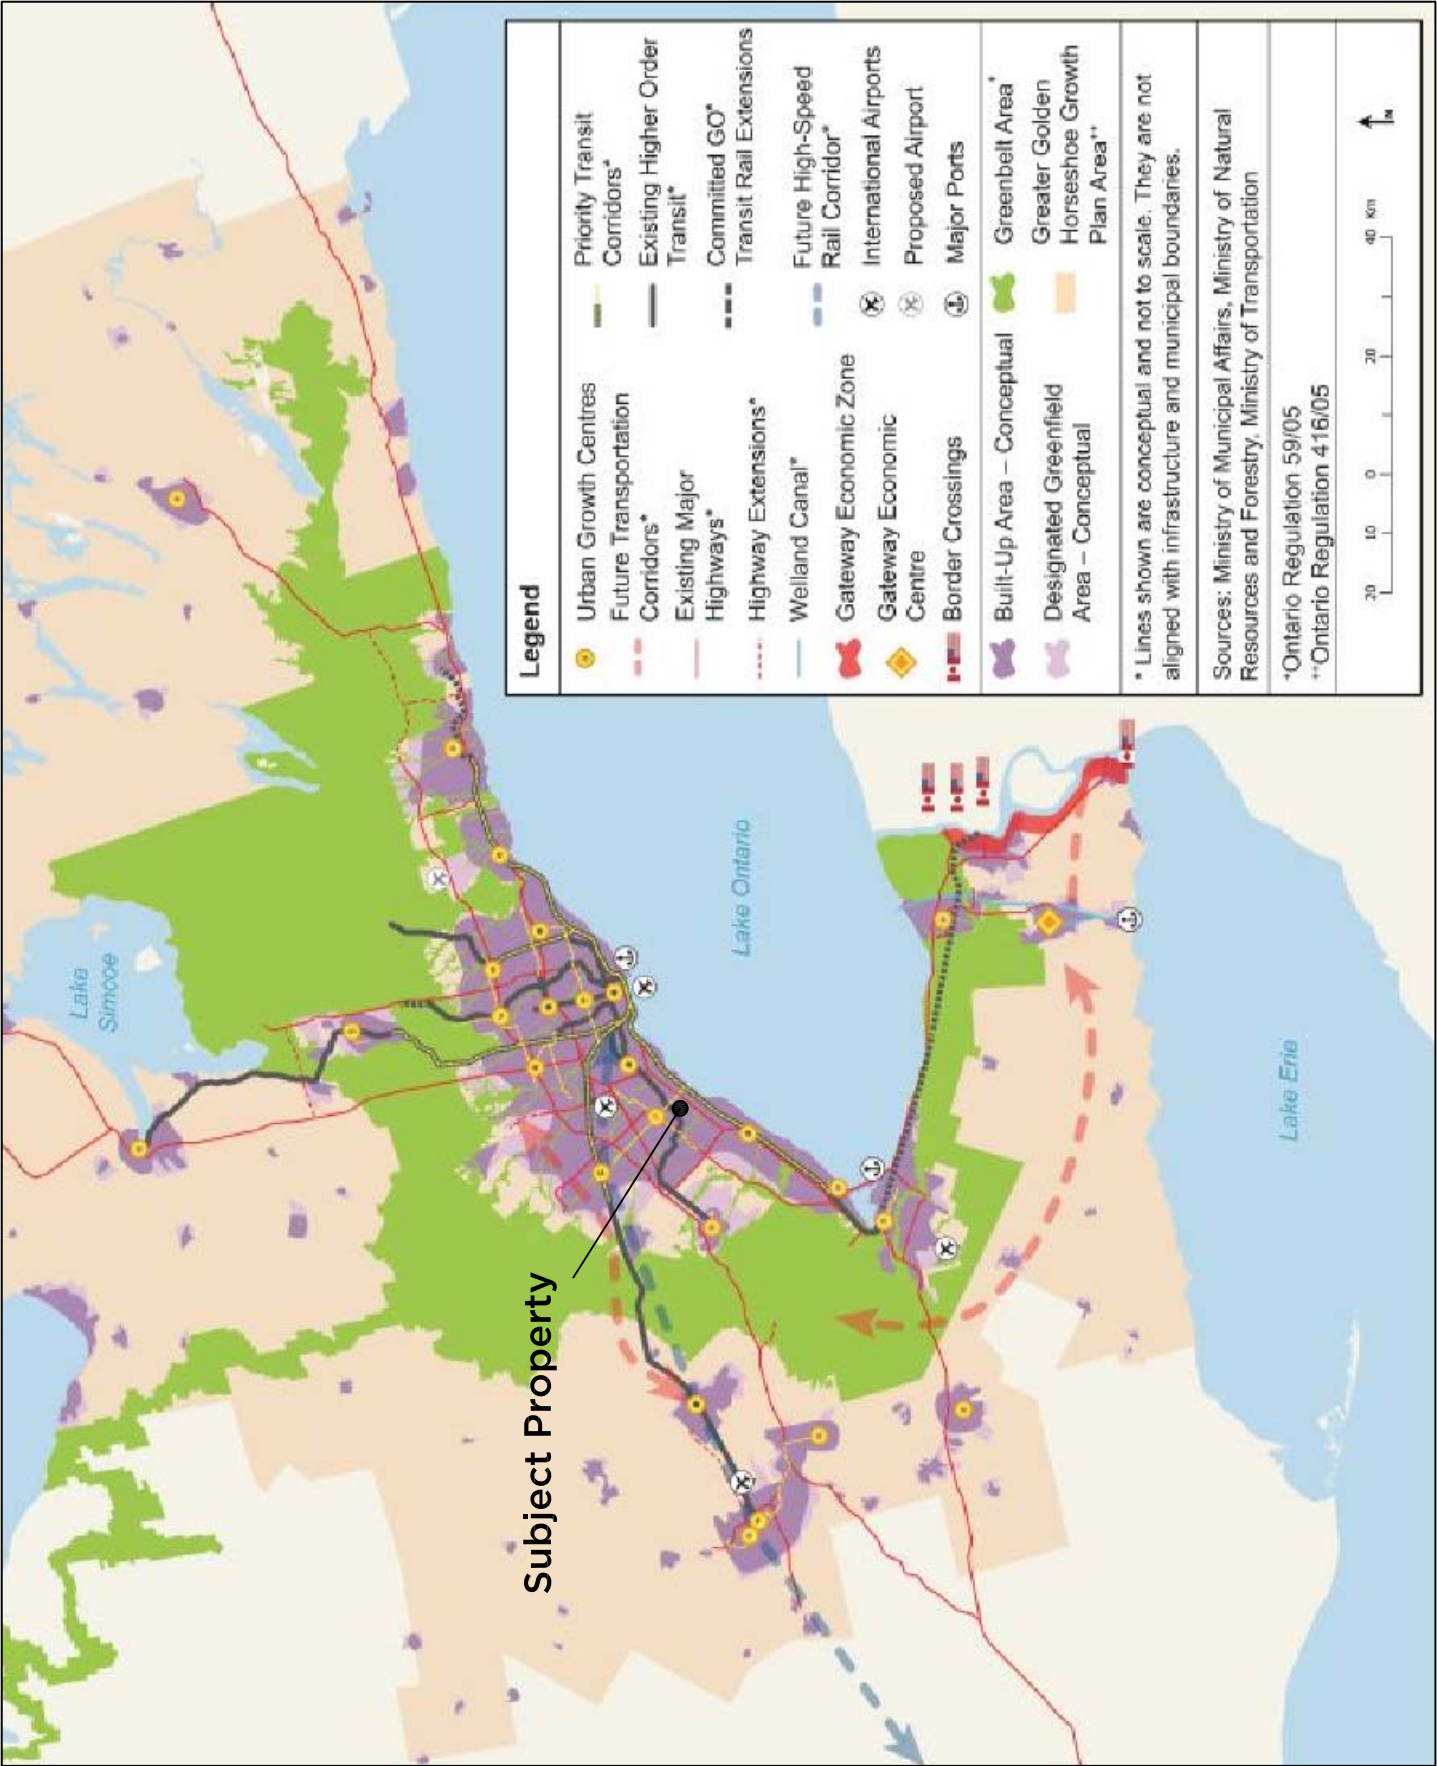 Lake
Simcoe
Lake Ontario
Lake Erie
Subject Property
Legend
Urban Growth Centres
Future Transportation
Corridors*
Existing Major
Highways*
Highway Extensions*
Welland Canal*
Gateway Economic Zone
Gateway Economic
Centre
Border Crossings
Priority Transit
Corridors*
Existing Higher Order
Transit*
Committed GO*
Transit Rail Extensions
Future High-Speed
Rail Corridor*
International Airports
Proposed Airport
Major Ports
Built-Up Area – Conceptual
Designated Greenfield
Area – Conceptual
Greenbelt Area*
Greater Golden
Horseshoe Growth
Plan Area++
* Lines shown are conceptual and not to scale. They are not
aligned with infrastructure and municipal boundaries.
Sources: Ministry of Municipal Affairs, Ministry of Natural
Resources and Forestry, Ministry of Transportation
+Ontario Regulation 59/05
++Ontario Regulation 416/05
20 10 0 20 40 Km
N